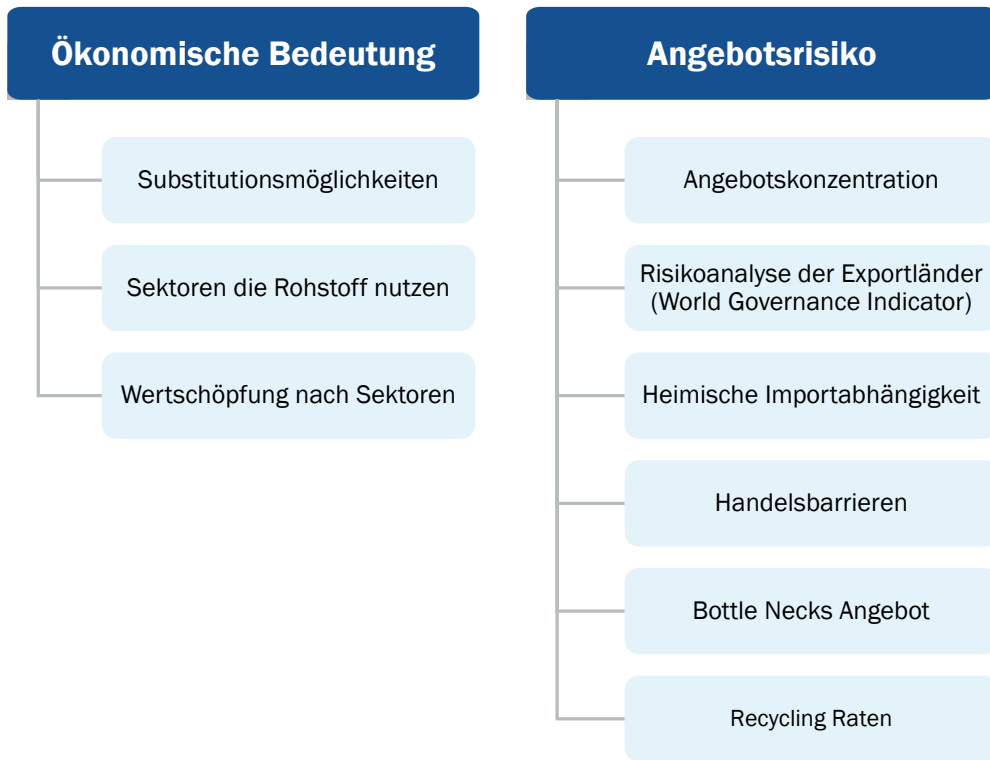 Ökonomische Bedeutung
Substitutionsmöglichkeiten
Sektoren die Rohstoff nutzen
Wertschöpfung nach Sektoren
Angebotsrisiko
Angebotskonzentration
Risikoanalyse der Exportländer
(World Governance Indicator)
Heimische Importabhängigkeit
Handelsbarrieren
Bottle Necks Angebot
Recycling Raten